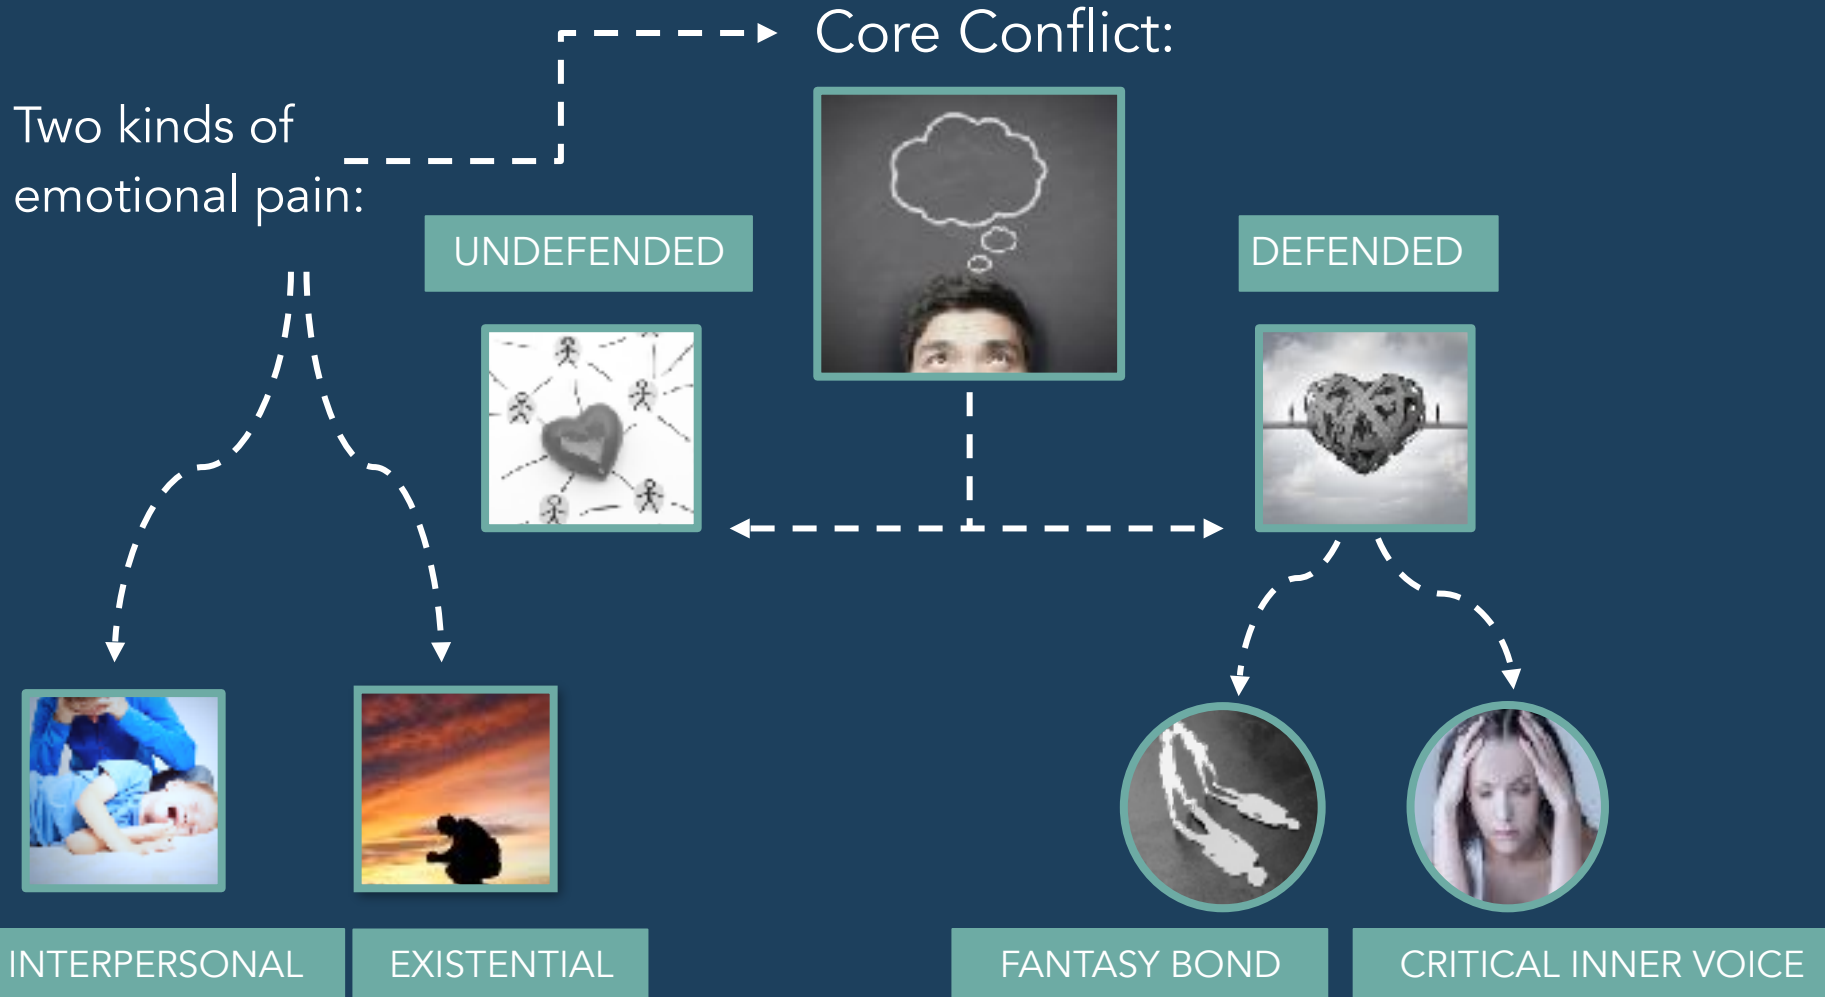 Core Conflict:
Two kinds of
emotional pain:
UNDEFENDED
DEFENDED
INTERPERSONAL
EXISTENTIAL
FANTASY BOND
CRITICAL INNER VOICE